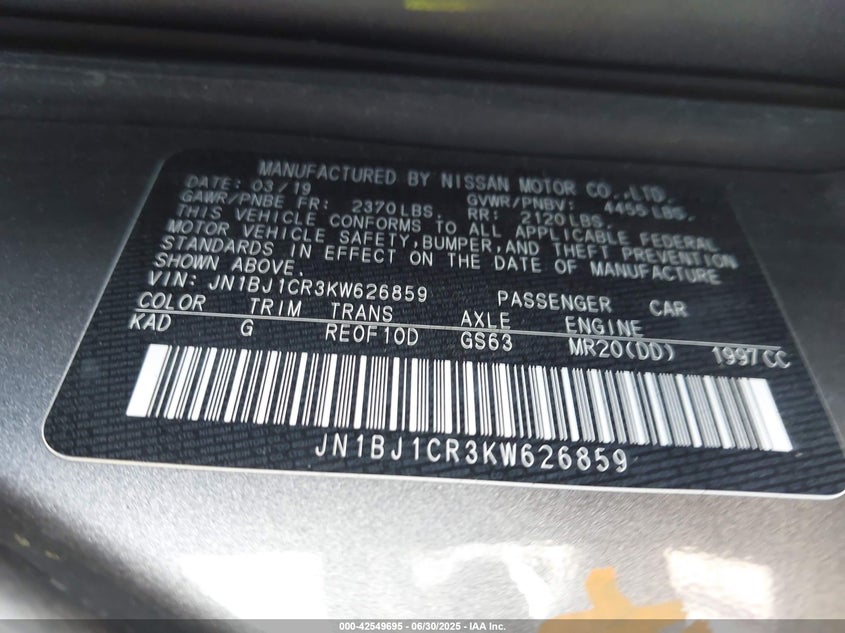 MANUFACTURED BY NISSAN MOTOR CO.,LTD.
DATE: 03/19 GVWR/PNBV: 4455 LBS.
GAWR/PNBE FR: 2370LBS. RR: 2120LBS.
THIS VEHICLE CONFORMS TO ALL APPLICABLE FEDERAL
MOTOR VEHICLE SAFETY,BUMPER,AND THEFT PREVENTION
STANDARDS IN EFFECT ON THE DATE OF MANUFACTURE
SHOWN ABOVE.
VIN: JN1BJ1CR3KW626859 PASSENGER CAR
COLOR TRIM TRANS AXLE ENGINE
KAD G RE0F10D GS63 MR20(DD) 1997CC
JN1BJ1CR3KW626859
000-42549695 - 06/30/2025 - IAA Inc.